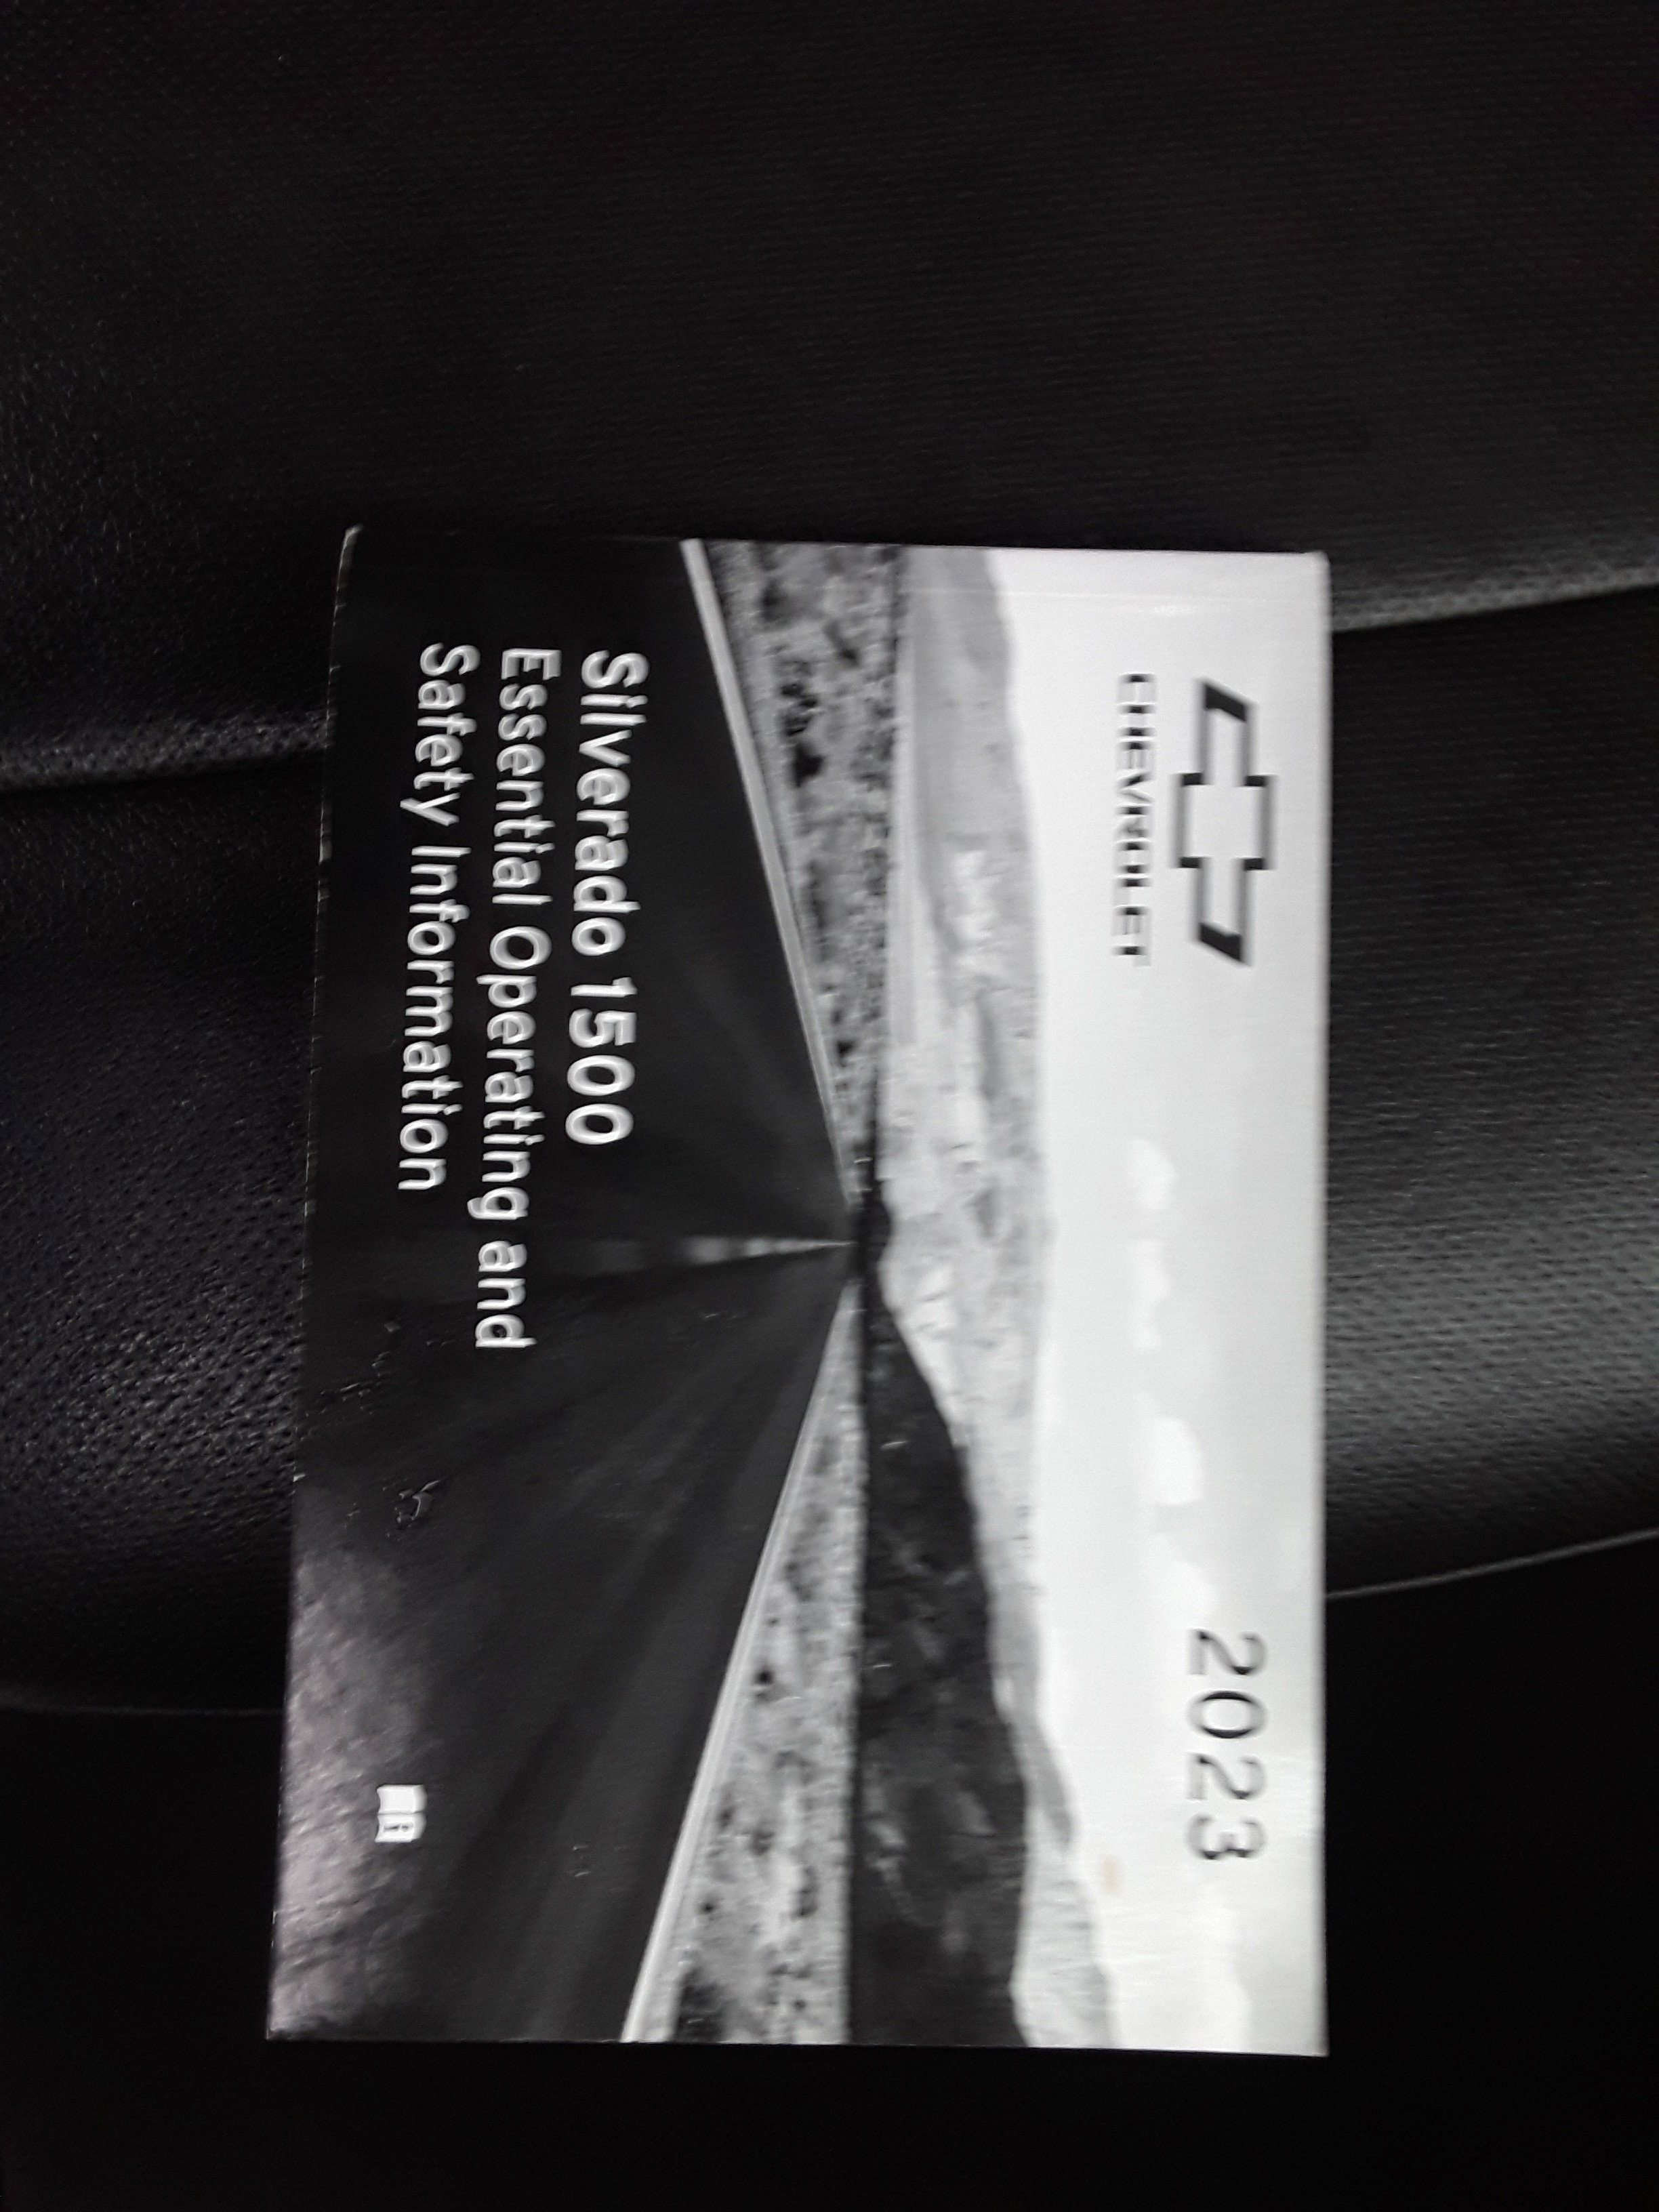 CHEVROLET
2023
Silverado 1500
Essential Operating and
Safety Information